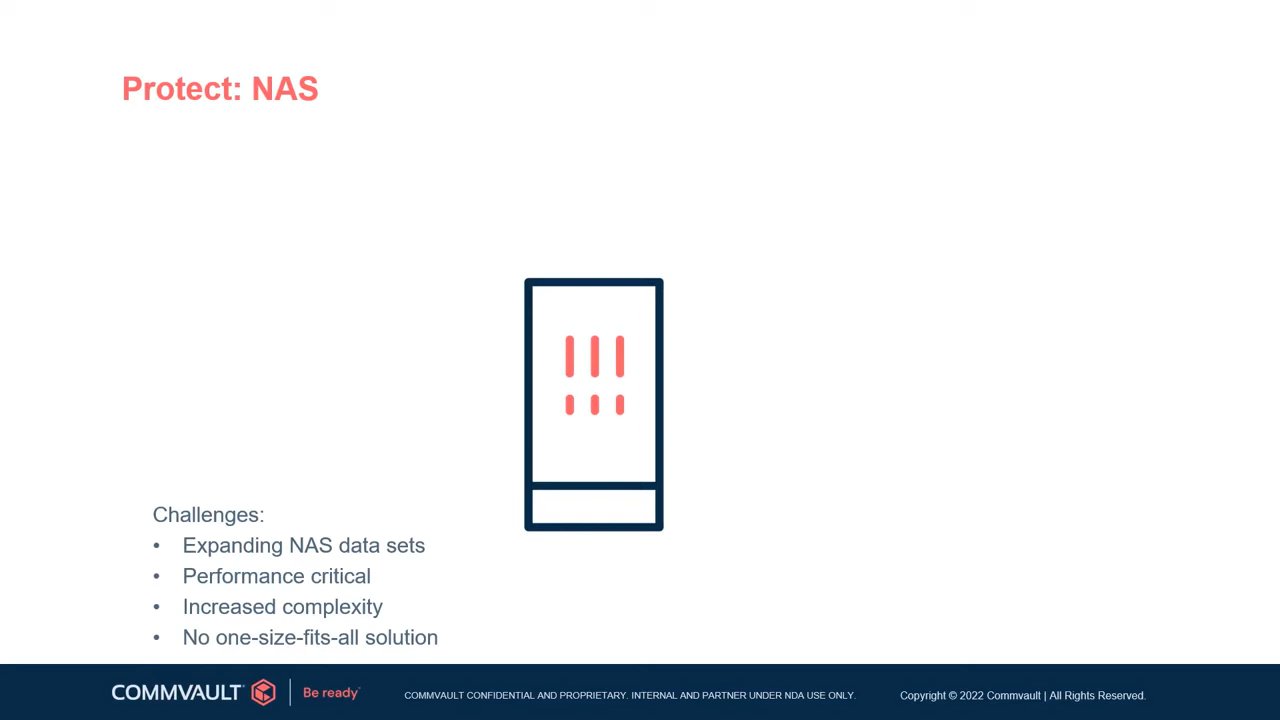 Protect: NAS
Challenges:
• Expanding NAS data sets
• Performance critical
• Increased complexity
• No one-size-fits-all solution
COMMVAULT Be ready
COMMVAULT CONFIDENTIAL AND PROPRIETARY. INTERNAL AND PARTNER UNDER NDA USE ONLY.
Copyright © 2022 Commvault | All Rights Reserved.